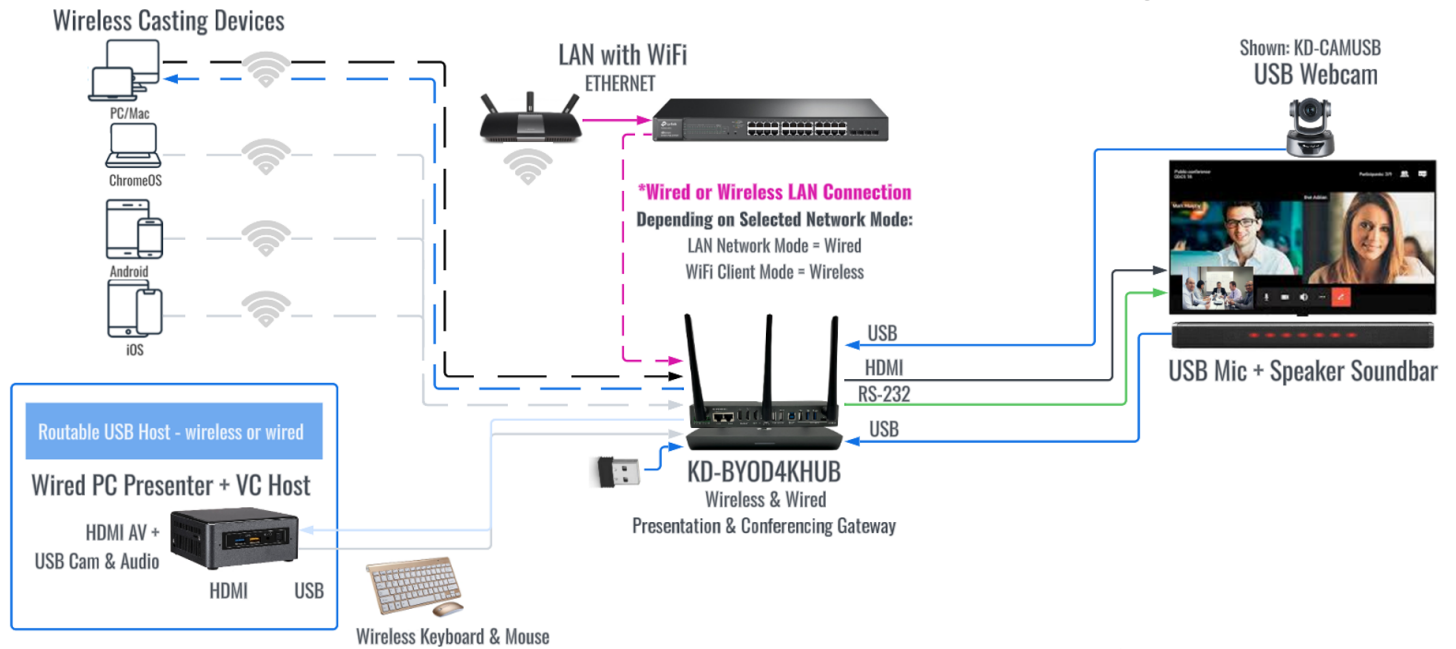 Wireless Casting Devices
PC/Mac
ChromeOS
Android
iOS
LAN with WiFi
ETHERNET
*Wired or Wireless LAN Connection
Depending on Selected Network Mode:
LAN Network Mode = Wired
WiFi Client Mode = Wireless
Shown: KD-CAMUSB
USB Webcam
Public conference
USB Mic + Speaker Soundbar
USB
HDMI
RS-232
USB
KD-BYOD4KHUB
Wireless & Wired
Presentation & Conferencing Gateway
Routable USB Host - wireless or wired
Wired PC Presenter + VC Host
HDMI AV +
USB Cam & Audio
HDMI USB
Wireless Keyboard & Mouse